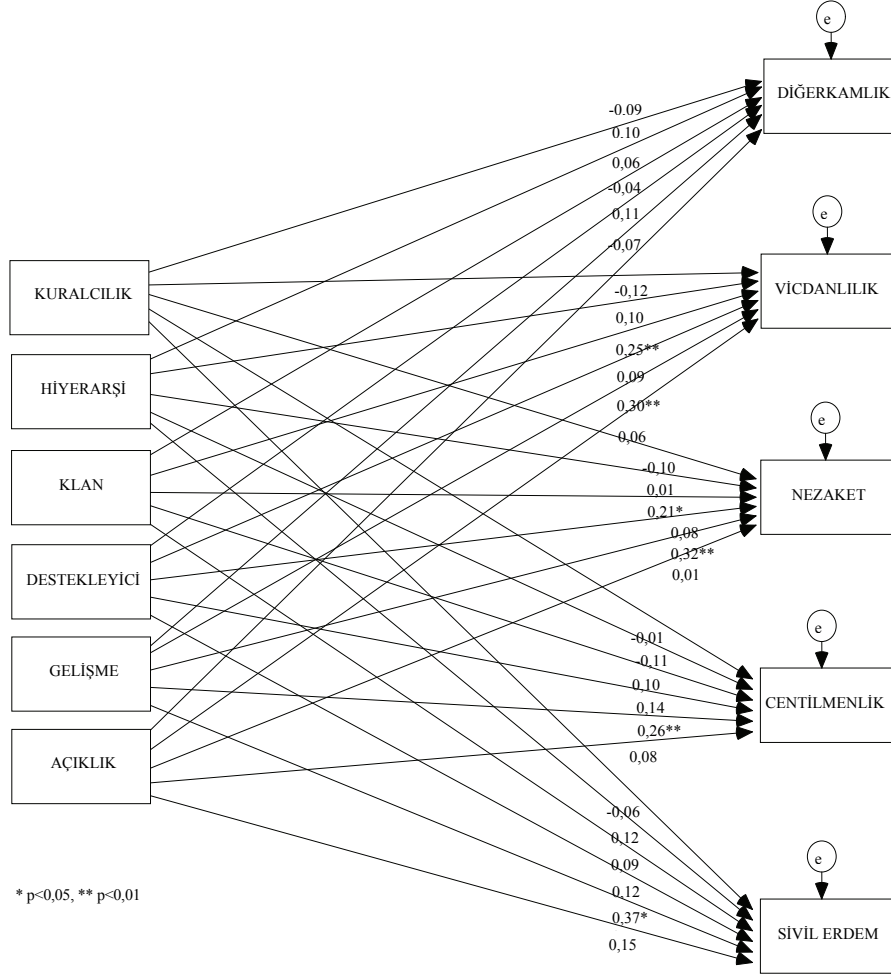 e
DİĞERKAMLIK
-0.09
0.10
0,06
-0,04
0,11
-0,07
e
VİCDANLILIK
KURALCILIK
-0,12
0,10
0,25**
0,09
0,30**
0,06
HİYERARŞİ
e
NEZAKET
KLAN
-0,10
0,01
0,21*
0,08
0,32**
0,01
DESTEKLEYİCİ
e
CENTİLMENLİK
GELİŞME
-0,01
-0,11
0,10
0,14
0,26**
0,08
AÇIKLIK
-0,06
0,12
0,09
0,12
0,37*
0,15
e
SİVİL ERDEM
* p<0,05, ** p<0,01